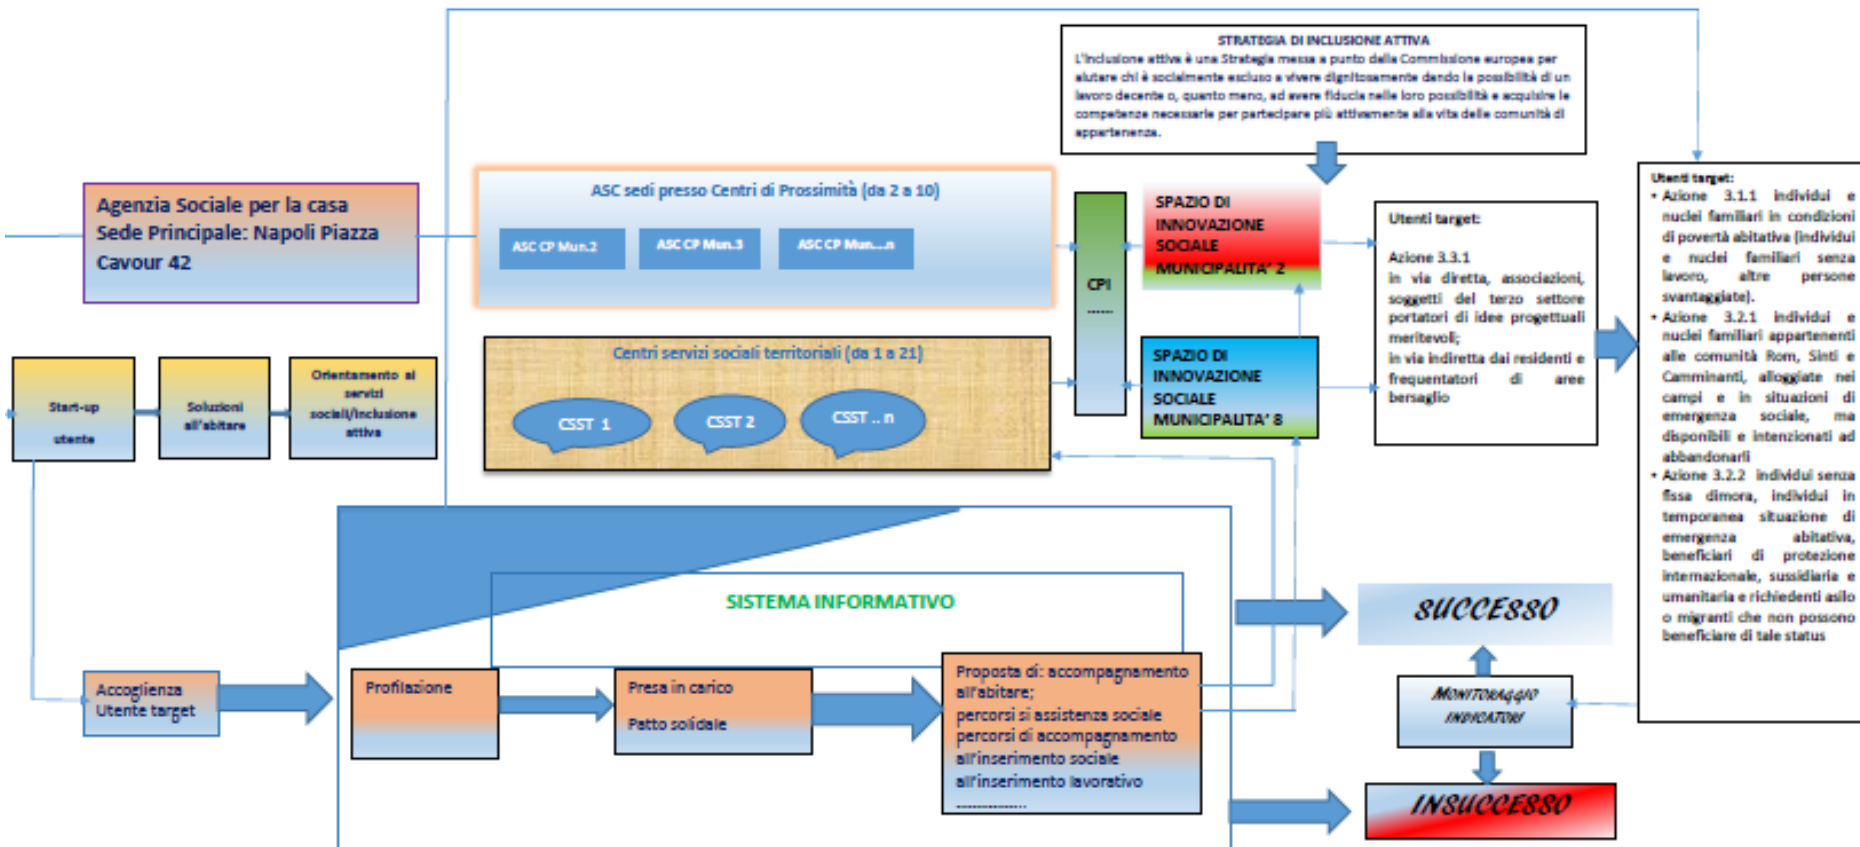 STRATEGIA DI INCLUSIONE ATTIVA
L'Inclusione attiva è una Strategia messa a punto dalla Commissione europea per
aiutare chi è socialmente escluso a vivere dignitosamente dando la possibilità di un
lavoro decente o, quanto meno, ad avere fiducia nelle loro possibilità e acquisire le
competenze necessarie per partecipare più attivamente alla vita delle comunità di
appartenenza.
Agenzia Sociale per la casa
Sede Principale: Napoli Piazza
Cavour 42
ASC sedi presso Centri di Prossimità (da 2 a 10)
ASC CP Mun.2
ASC CP Mun.3
ASC CP Mun....n
CPI
......
SPAZIO DI
INNOVAZIONE
SOCIALE
MUNICIPALITA' 2
SPAZIO DI
INNOVAZIONE
SOCIALE
MUNICIPALITA' 8
Utenti target:
Azione 3.3.1
in via diretta, associazioni,
soggetti del terzo settore
portatori di idee progettuali
meritevoli;
in via indiretta dai residenti e
frequentatori di aree
bersaglio
Utenti target:
• Azione 3.1.1 individui e
nuclei familiari in condizioni
di povertà abitativa (individui
e nuclei familiari senza
lavoro, altre persone
svantaggiate).
• Azione 3.2.1 individui e
nuclei familiari appartenenti
alle comunità Rom, Sinti e
Camminanti, alloggiate nei
campi e in situazioni di
emergenza sociale, ma
disponibili e intenzionati ad
abbandonarli
• Azione 3.2.2 individui senza
fissa dimora, individui in
temporanea situazione di
emergenza abitativa,
beneficiari di protezione
internazionale, sussidiaria e
umanitaria e richiedenti asilo
o migranti che non possono
beneficiare di tale status
Centri servizi sociali territoriali (da 1 a 21)
CSST 1
CSST 2
CSST .. n
Start-up
utente
Soluzioni
all'abitare
Orientamento ai
servizi
sociali/inclusione
attiva
SISTEMA INFORMATIVO
Accoglienza
Utente target
Profilazione
Presa in carico
Patto solidale
Proposta di: accompagnamento
all'abitare;
percorsi si assistenza sociale
percorsi di accompagnamento
all'inserimento sociale
all'inserimento lavorativo
..............
SUCCESSO
MONITORAGGIO
INDICATORI
INSUCCESSO